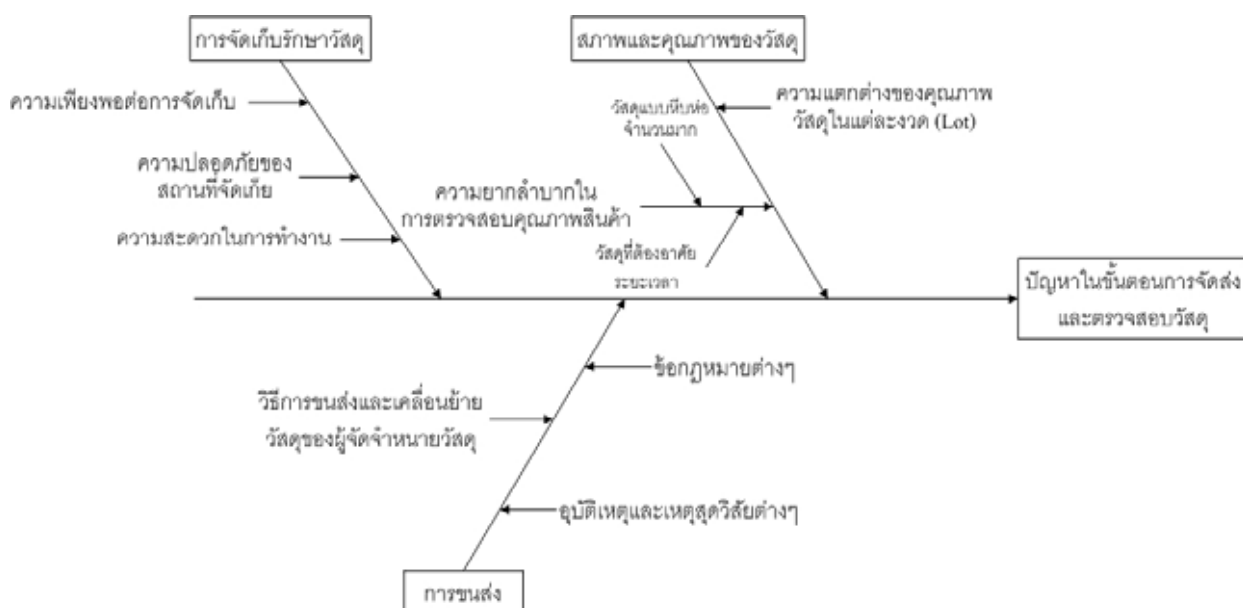 การจัดเก็บรักษาวัสดุ
ความเพียงพอต่อการจัดเก็บ
ความปลอดภัยของ
สถานที่จัดเก็ย
ความสะดวกในการทำงาน
สภาพและคุณภาพของวัสดุ
วัสดุแบบหีบห่อ
จำนวนมาก
ความแตกต่างของคุณภาพ
วัสดุในแต่ละงวด (Lot)
ความยากลำบากใน
การตรวจสอบคุณภาพสินค้า
วัสดุที่ต้องอาศัย
ระยะเวลา
ปัญหาในขั้นตอนการจัดส่ง
และตรวจสอบวัสดุ
ข้อกฎหมายต่างๆ
วิธีการขนส่งและเคลื่อนย้าย
วัสดุของผู้จัดจำหน่ายวัสดุ
อุบัติเหตุและเหตุสุดวิสัยต่างๆ
การขนส่ง